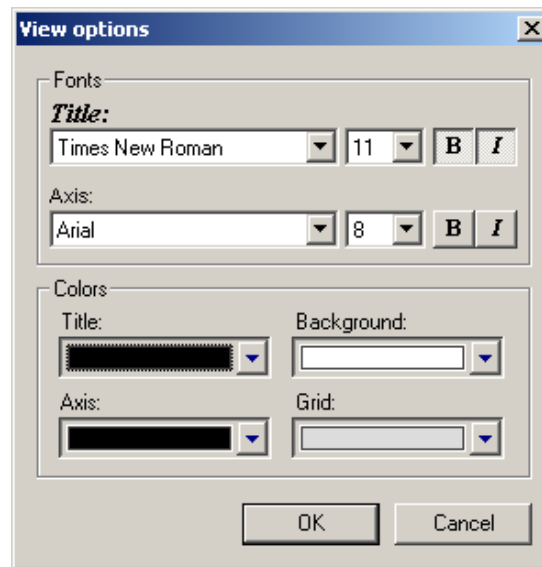 View options
Fonts
Title:
Times New Roman 11 B I
Axis:
Arial 8 B I
Colors
Title: Background:
Axis: Grid:
OK Cancel